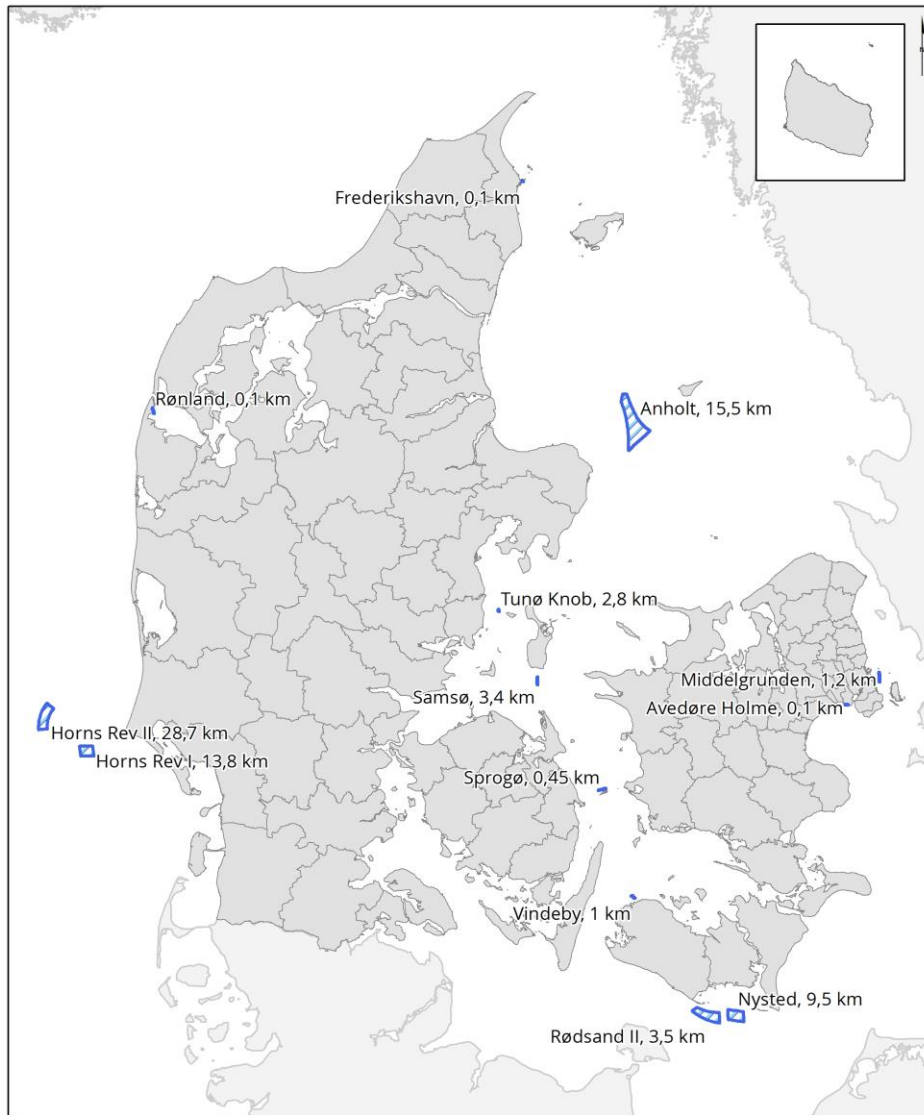 Frederikshavn, 0,1 km
Rønland, 0,1 km
Anholt, 15,5 km
Tunø Knob, 2,8 km
Middelgrunden, 1,2 km
Samsø, 3,4 km
Avedøre Holme, 0,1 km
Horns Rev II, 28,7 km
Horns Rev I, 13,8 km
Sprogø, 0,45 km
Vindeby, 1 km
Nysted, 9,5 km
Rødsand II, 3,5 km